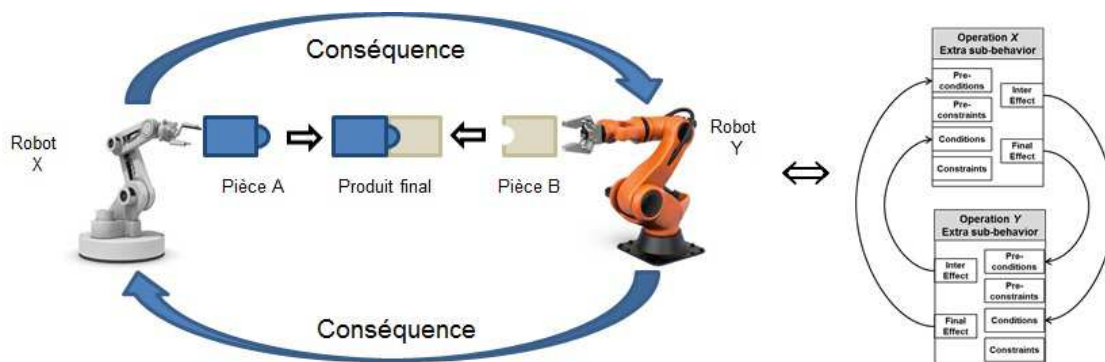 Conséquence
Robot
X
Pièce A
Produit final
Pièce B
Robot
Y
Conséquence
Operation X
Extra sub-behavior
Pre-
conditions
Pre-
constraints
Conditions
Constraints
Inter
Effect
Final
Effect
Operation Y
Extra sub-behavior
Inter
Effect
Final
Effect
Pre-
conditions
Pre-
constraints
Conditions
Constraints